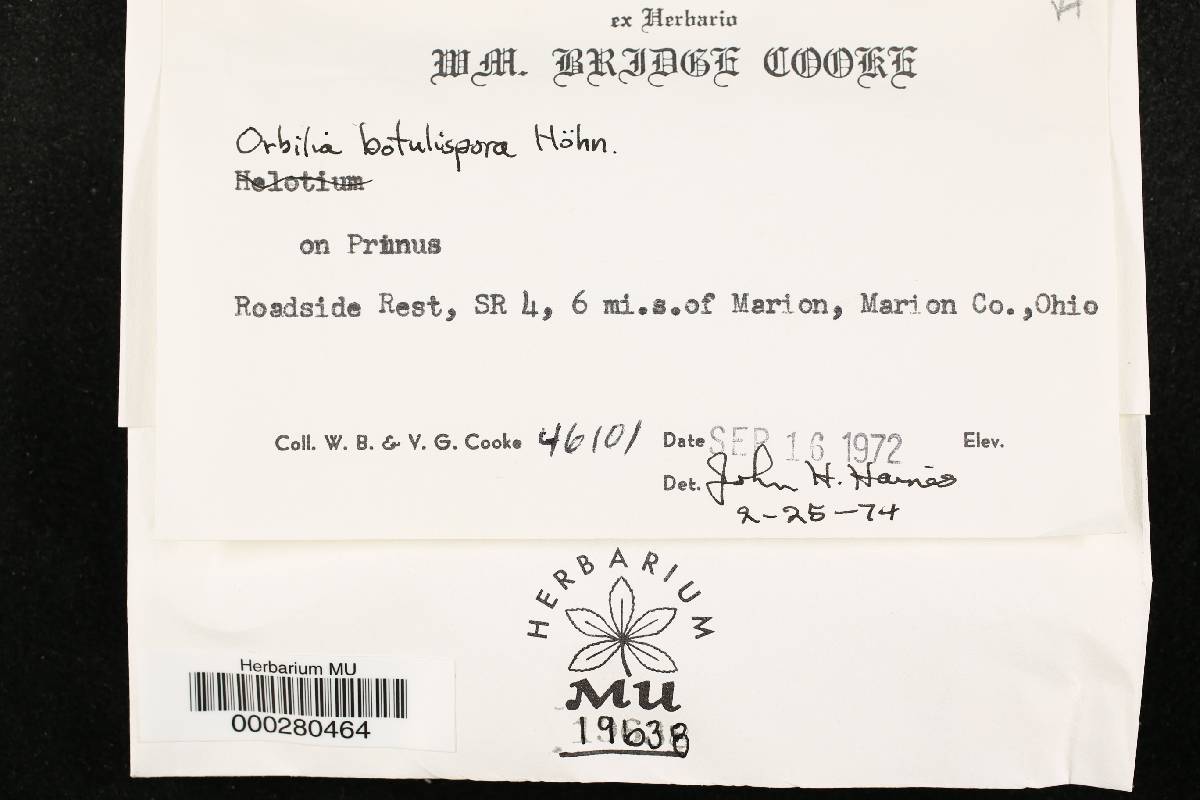 ex Herbario
WM. BRIDGE COOKE
Orbilia botulispora Höhn.
Helotium
on Prunus
Roadside Rest, SR 4, 6 mi.s.of Marion, Marion Co.,Ohio
Coll. W. B. & V. G. Cooke 46101 Date SEP 16 1972 Elev.
Det. John H. Haines
2-25-74
HERBARIUM
MU
19638
Herbarium MU
000280464